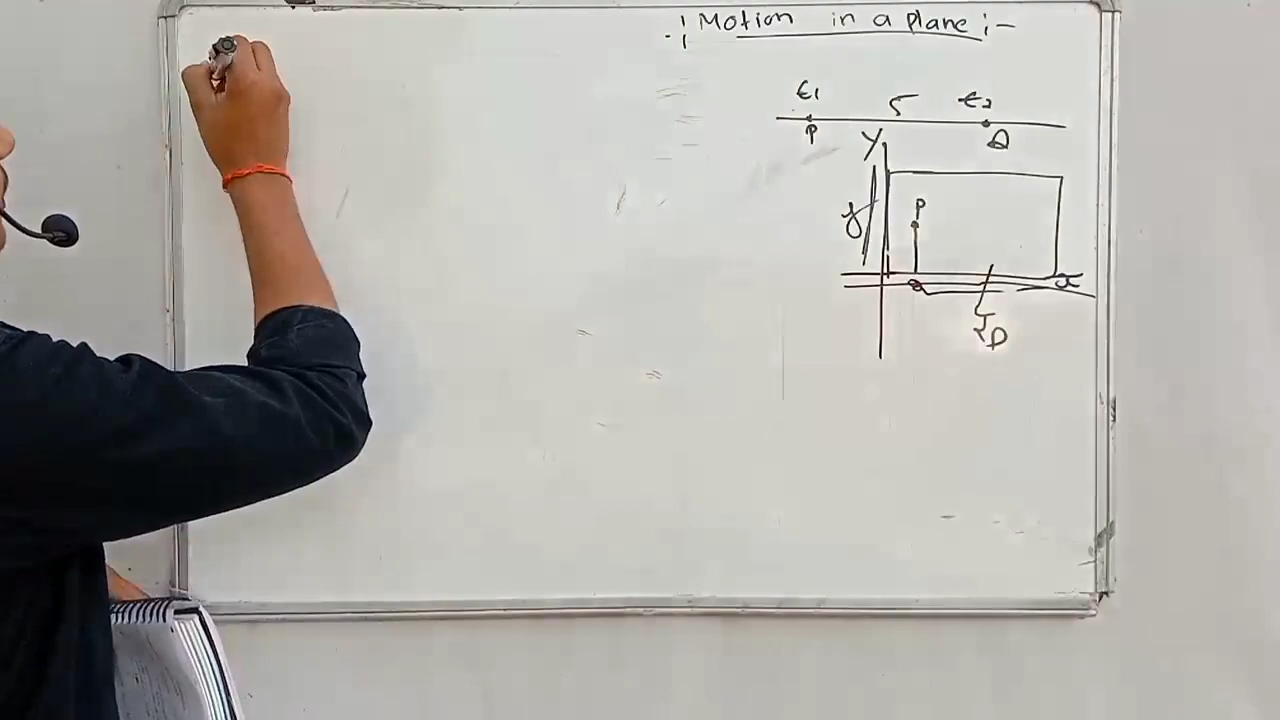 :| Motion in a plane :-
t₁ t₂
P Q
y
P
y
x
D